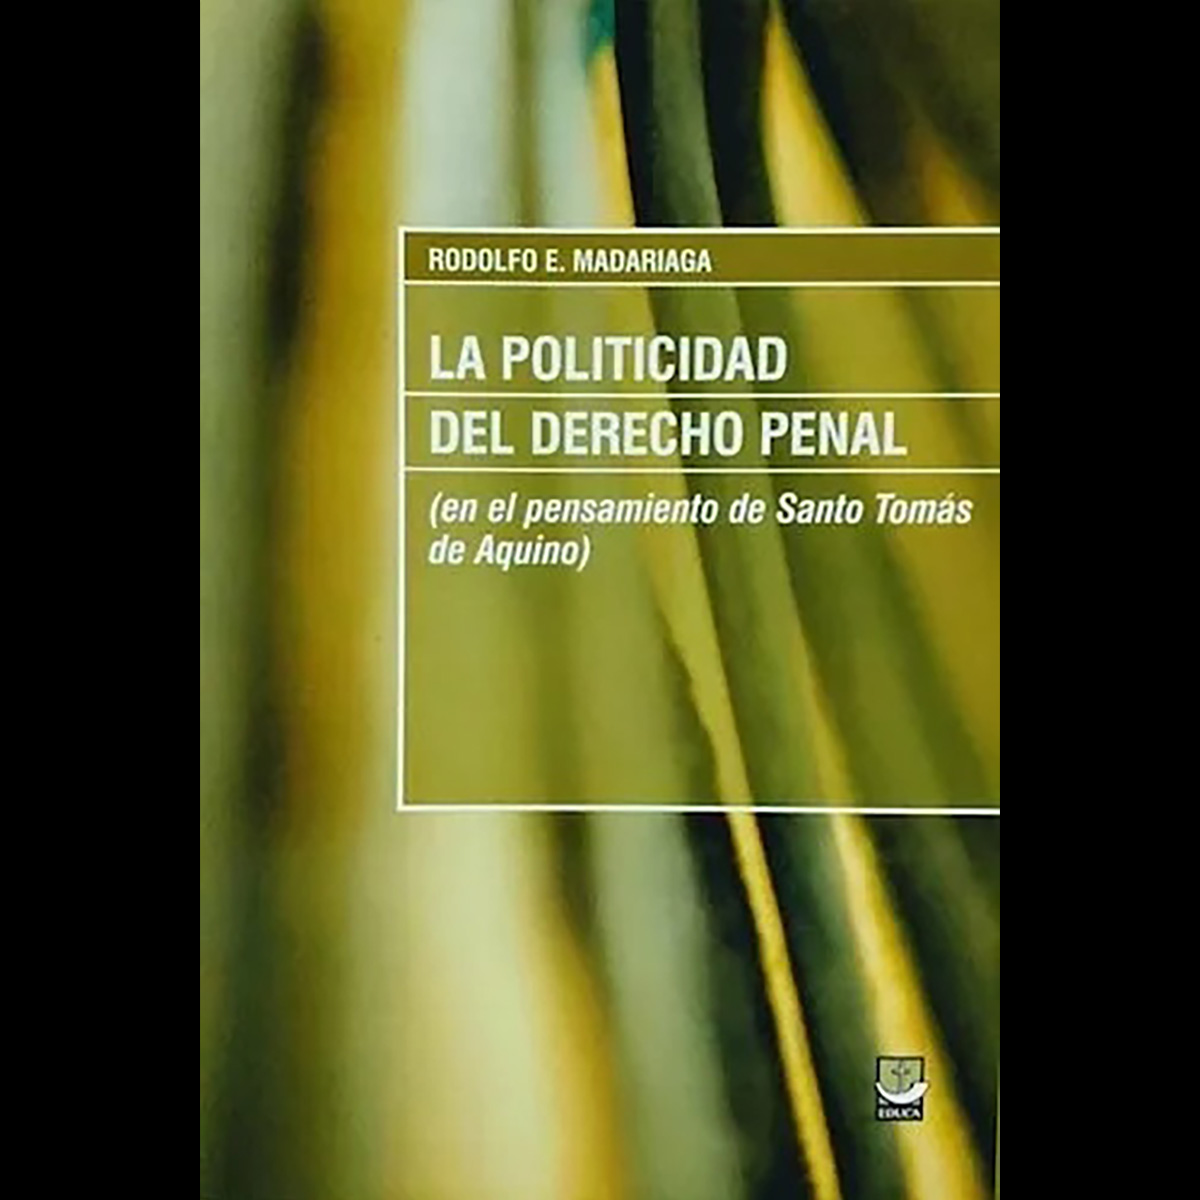 RODOLFO E. MADARIAGA
LA POLITICIDAD
DEL DERECHO PENAL
(en el pensamiento de Santo Tomás
de Aquino)
EDUCA